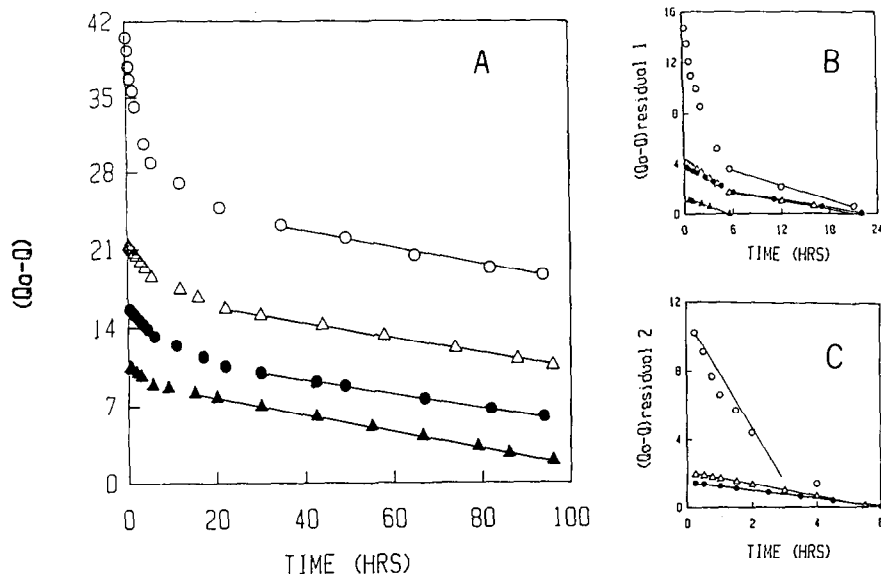 42
35
28
21
14
7
0
(Qo-Q)
A
0 20 40 60 80 100
TIME (HRS)
16
12
8
4
0
(Qo-Q)residual 1
B
0 6 12 18 24
TIME (HRS)
12
8
4
0
(Qo-Q)residual 2
C
0 2 4 6
TIME (HRS)